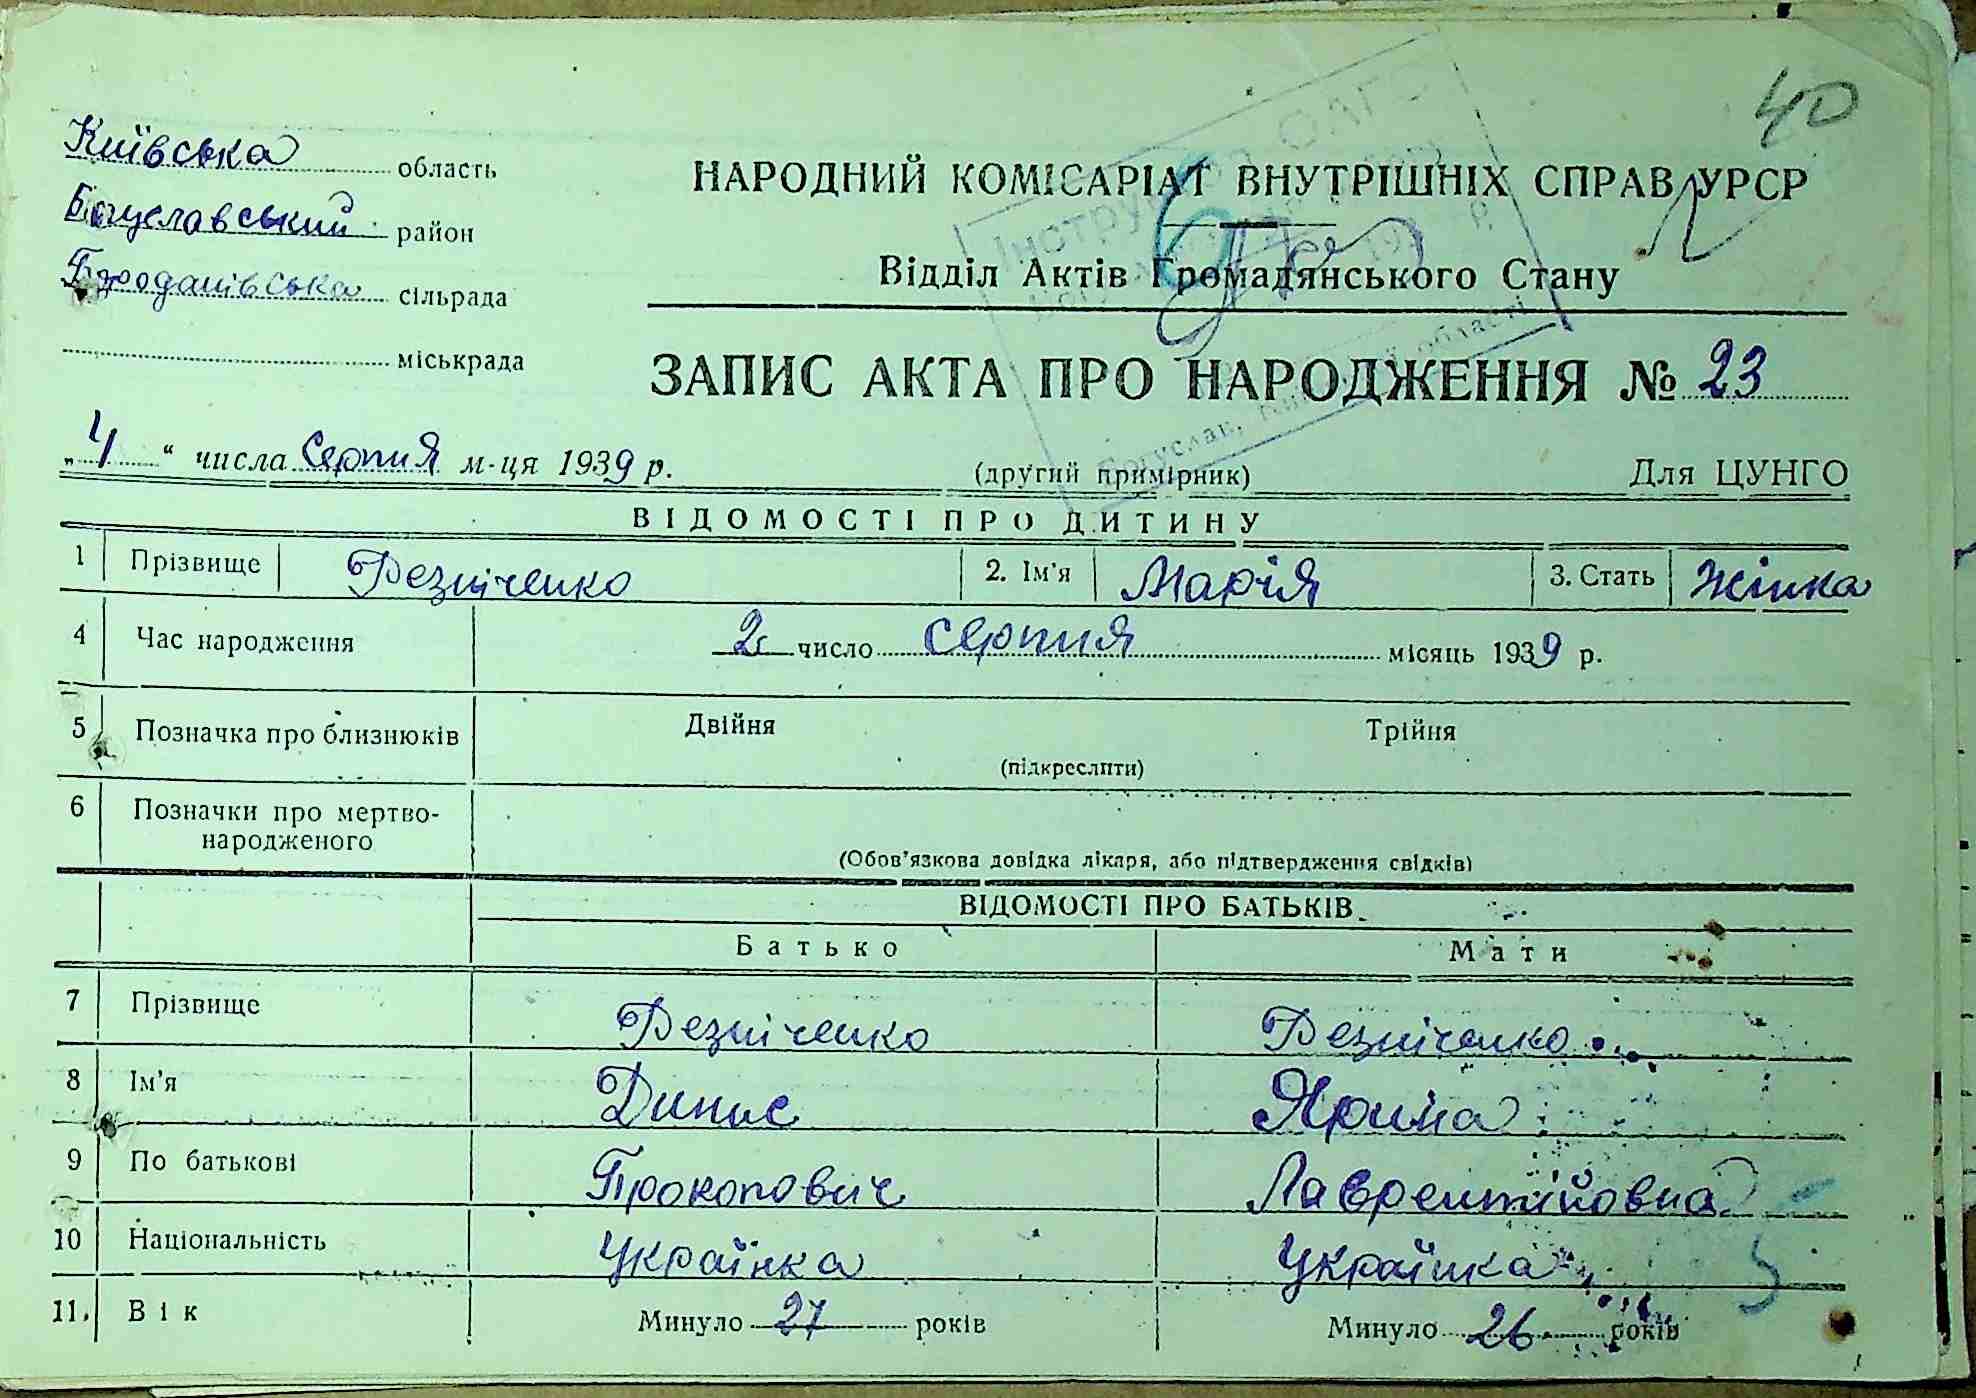 40
Київська область
Богуславський район
сільрада
міськрада
НАРОДНИЙ КОМІСАРІАТ ВНУТРІШНІХ СПРАВ УРСР
Відділ Актів Громадянського Стану
ЗАПИС АКТА ПРО НАРОДЖЕННЯ № 23
„4“ числа Серпня м-ця 1939 р.
(другий примірник)
Для ЦУНГО
ВІДОМОСТІ ПРО ДИТИНУ
1 Прізвище Резніченко 2. Ім'я Марія 3. Стать Жінка
4 Час народження 2 число Серпня місяць 1939 р.
5 Позначка про близнюків Двійня Трійня
(підкреслити)
6 Позначки про мертво-
народженого
(Обов'язкова довідка лікаря, або підтвердження свідків)
ВІДОМОСТІ ПРО БАТЬКІВ
Батько Мати
7 Прізвище Резніченко Резніченко
8 Ім'я Динис Ярина
9 По батькові Прокопович Лаврентійовна
10 Національність Українка Українка
11. Вік Минуло 27 років Минуло 26 років